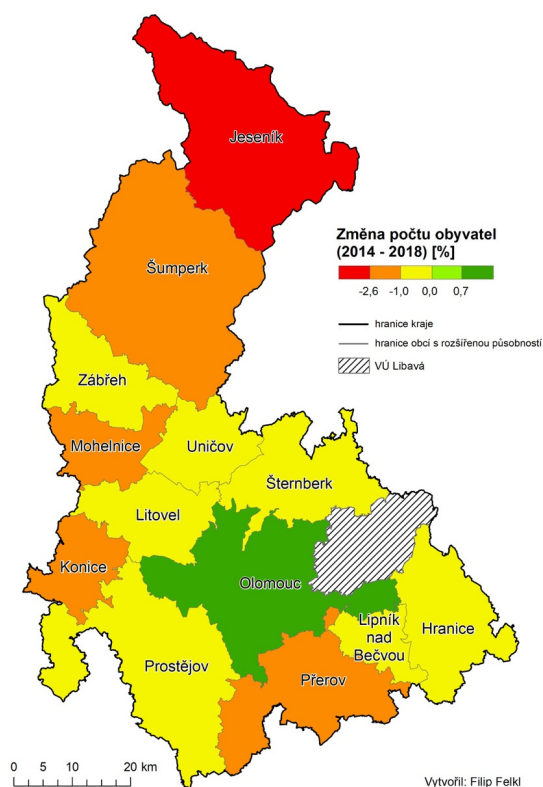 Jeseník
Změna počtu obyvatel
(2014 - 2018) [%]
-2,6 -1,0 0,0 0,7
hranice kraje
hranice obcí s rozšířenou působností
VÚ Libavá
Šumperk
Zábřeh
Mohelnice
Uničov
Šternberk
Litovel
Konice
Olomouc
Lipník
nad
Bečvou
Hranice
Prostějov
Přerov
0 5 10 20 km
Vytvořil: Filip Felkl